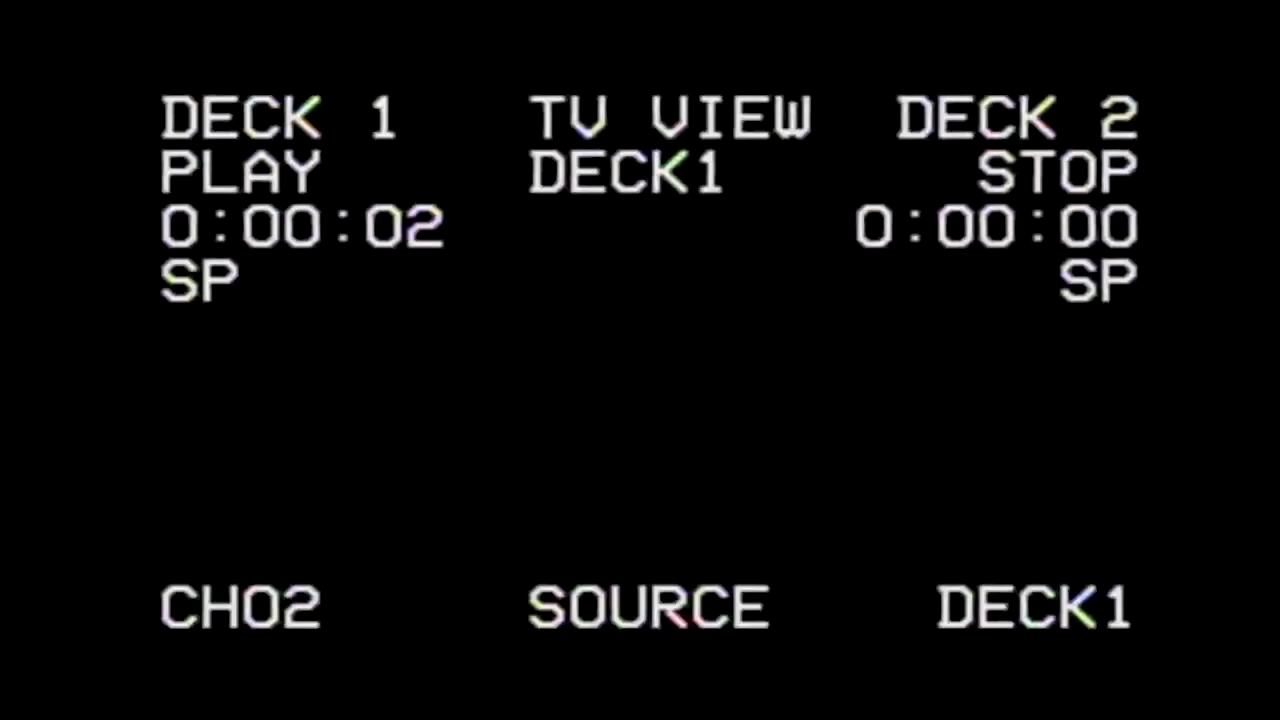 DECK 1 TV VIEW DECK 2
PLAY DECK1 STOP
0:00:02 0:00:00
SP SP
CH02 SOURCE DECK1